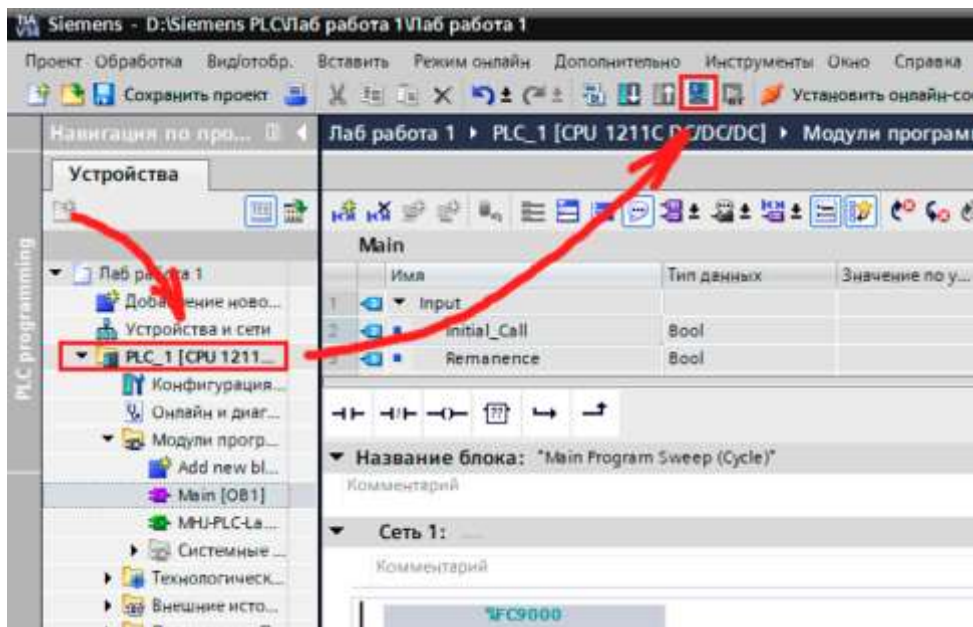 Siemens - D:\Siemens PLC\Лаб работа 1\Лаб работа 1
Проект Обработка Вид/отобр. Вставить Режим онлайн Дополнительно Инструменты Окно Справка
Сохранить проект Установить онлайн-со
Навигация по про...
Лаб работа 1 PLC_1 [CPU 1211C DC/DC/DC] Модули програм
Устройства
PLC programming
Main
Имя Тип данных Значение по у...
1 Input
2 Initial_Call Bool
3 Remanence Bool
Лаб работа 1
Добавление ново...
Устройства и сети
PLC_1 [CPU 1211...
Конфигурация...
Онлайн и диаг...
Модули прогр...
Add new bl...
Main [OB1]
MHJ-PLC-La...
Системные ...
Технологическ...
Внешние исто...
??
Название блока: "Main Program Sweep (Cycle)"
Комментарий
Сеть 1: ....
Комментарий
%FC9000